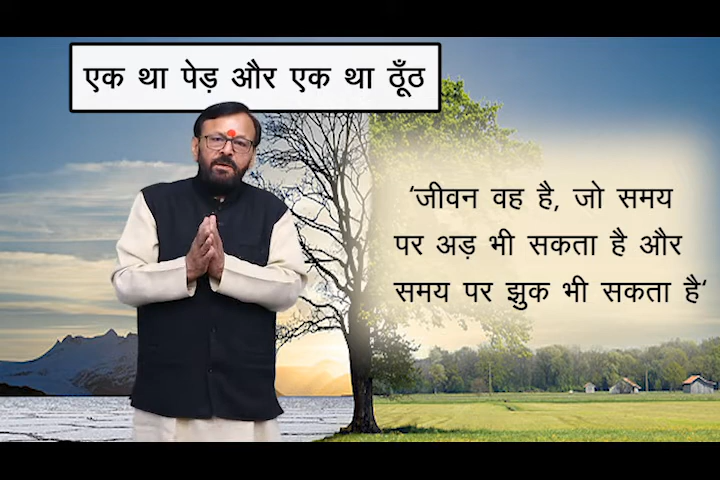 एक था पेड़ और एक था ठूँठ
‘जीवन वह है, जो समय
पर अड़ भी सकता है और
समय पर झुक भी सकता है‘